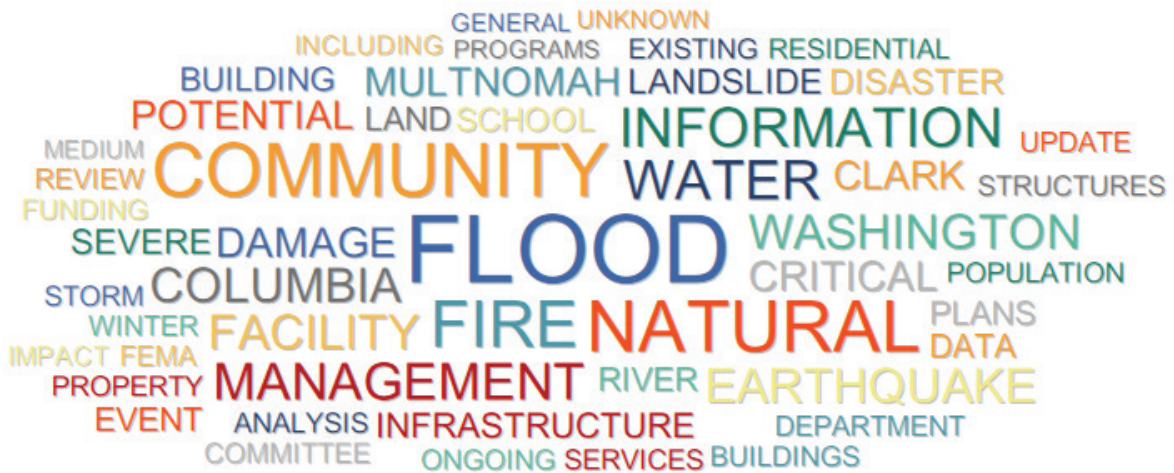 GENERAL UNKNOWN
INCLUDING PROGRAMS EXISTING RESIDENTIAL
BUILDING MULTNOMAH LANDSLIDE DISASTER
POTENTIAL LAND SCHOOL INFORMATION UPDATE
MEDIUM
COMMUNITY WATER CLARK STRUCTURES
REVIEW
FUNDING
SEVERE DAMAGE FLOOD WASHINGTON
CRITICAL POPULATION
STORM COLUMBIA
WINTER FACILITY FIRE NATURAL PLANS
DATA
IMPACT FEMA
PROPERTY MANAGEMENT RIVER EARTHQUAKE
EVENT ANALYSIS INFRASTRUCTURE DEPARTMENT
COMMITTEE ONGOING SERVICES BUILDINGS